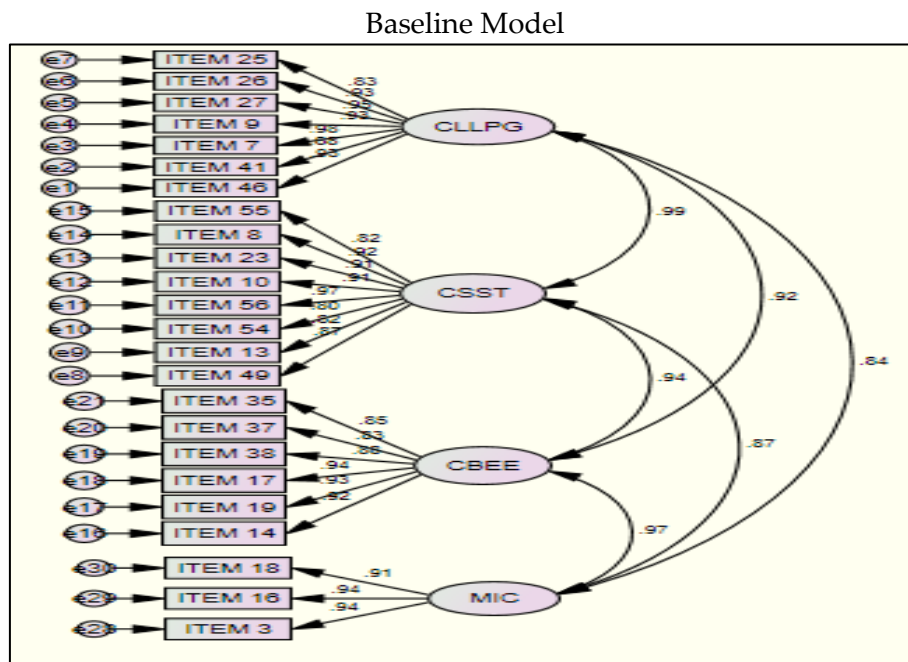 Baseline Model
e7 ITEM 25
e6 ITEM 26
e5 ITEM 27
e4 ITEM 9
e3 ITEM 7
e2 ITEM 41
e1 ITEM 46
.83
.93
.95
.93
.98
.93
CLLPG
e15 ITEM 55
e14 ITEM 8
e13 ITEM 23
e12 ITEM 10
e11 ITEM 56
e10 ITEM 54
e9 ITEM 13
e8 ITEM 49
.82
.92
.91
.91
.97
.80
.82
.87
CSST
e21 ITEM 35
e20 ITEM 37
e19 ITEM 38
e18 ITEM 17
e17 ITEM 19
e16 ITEM 14
.85
.83
.94
.93
.92
CBEE
e30 ITEM 18
e29 ITEM 16
ITEM 3
.91
.94
.94
MIC
.99
.92
.84
.94
.87
.97